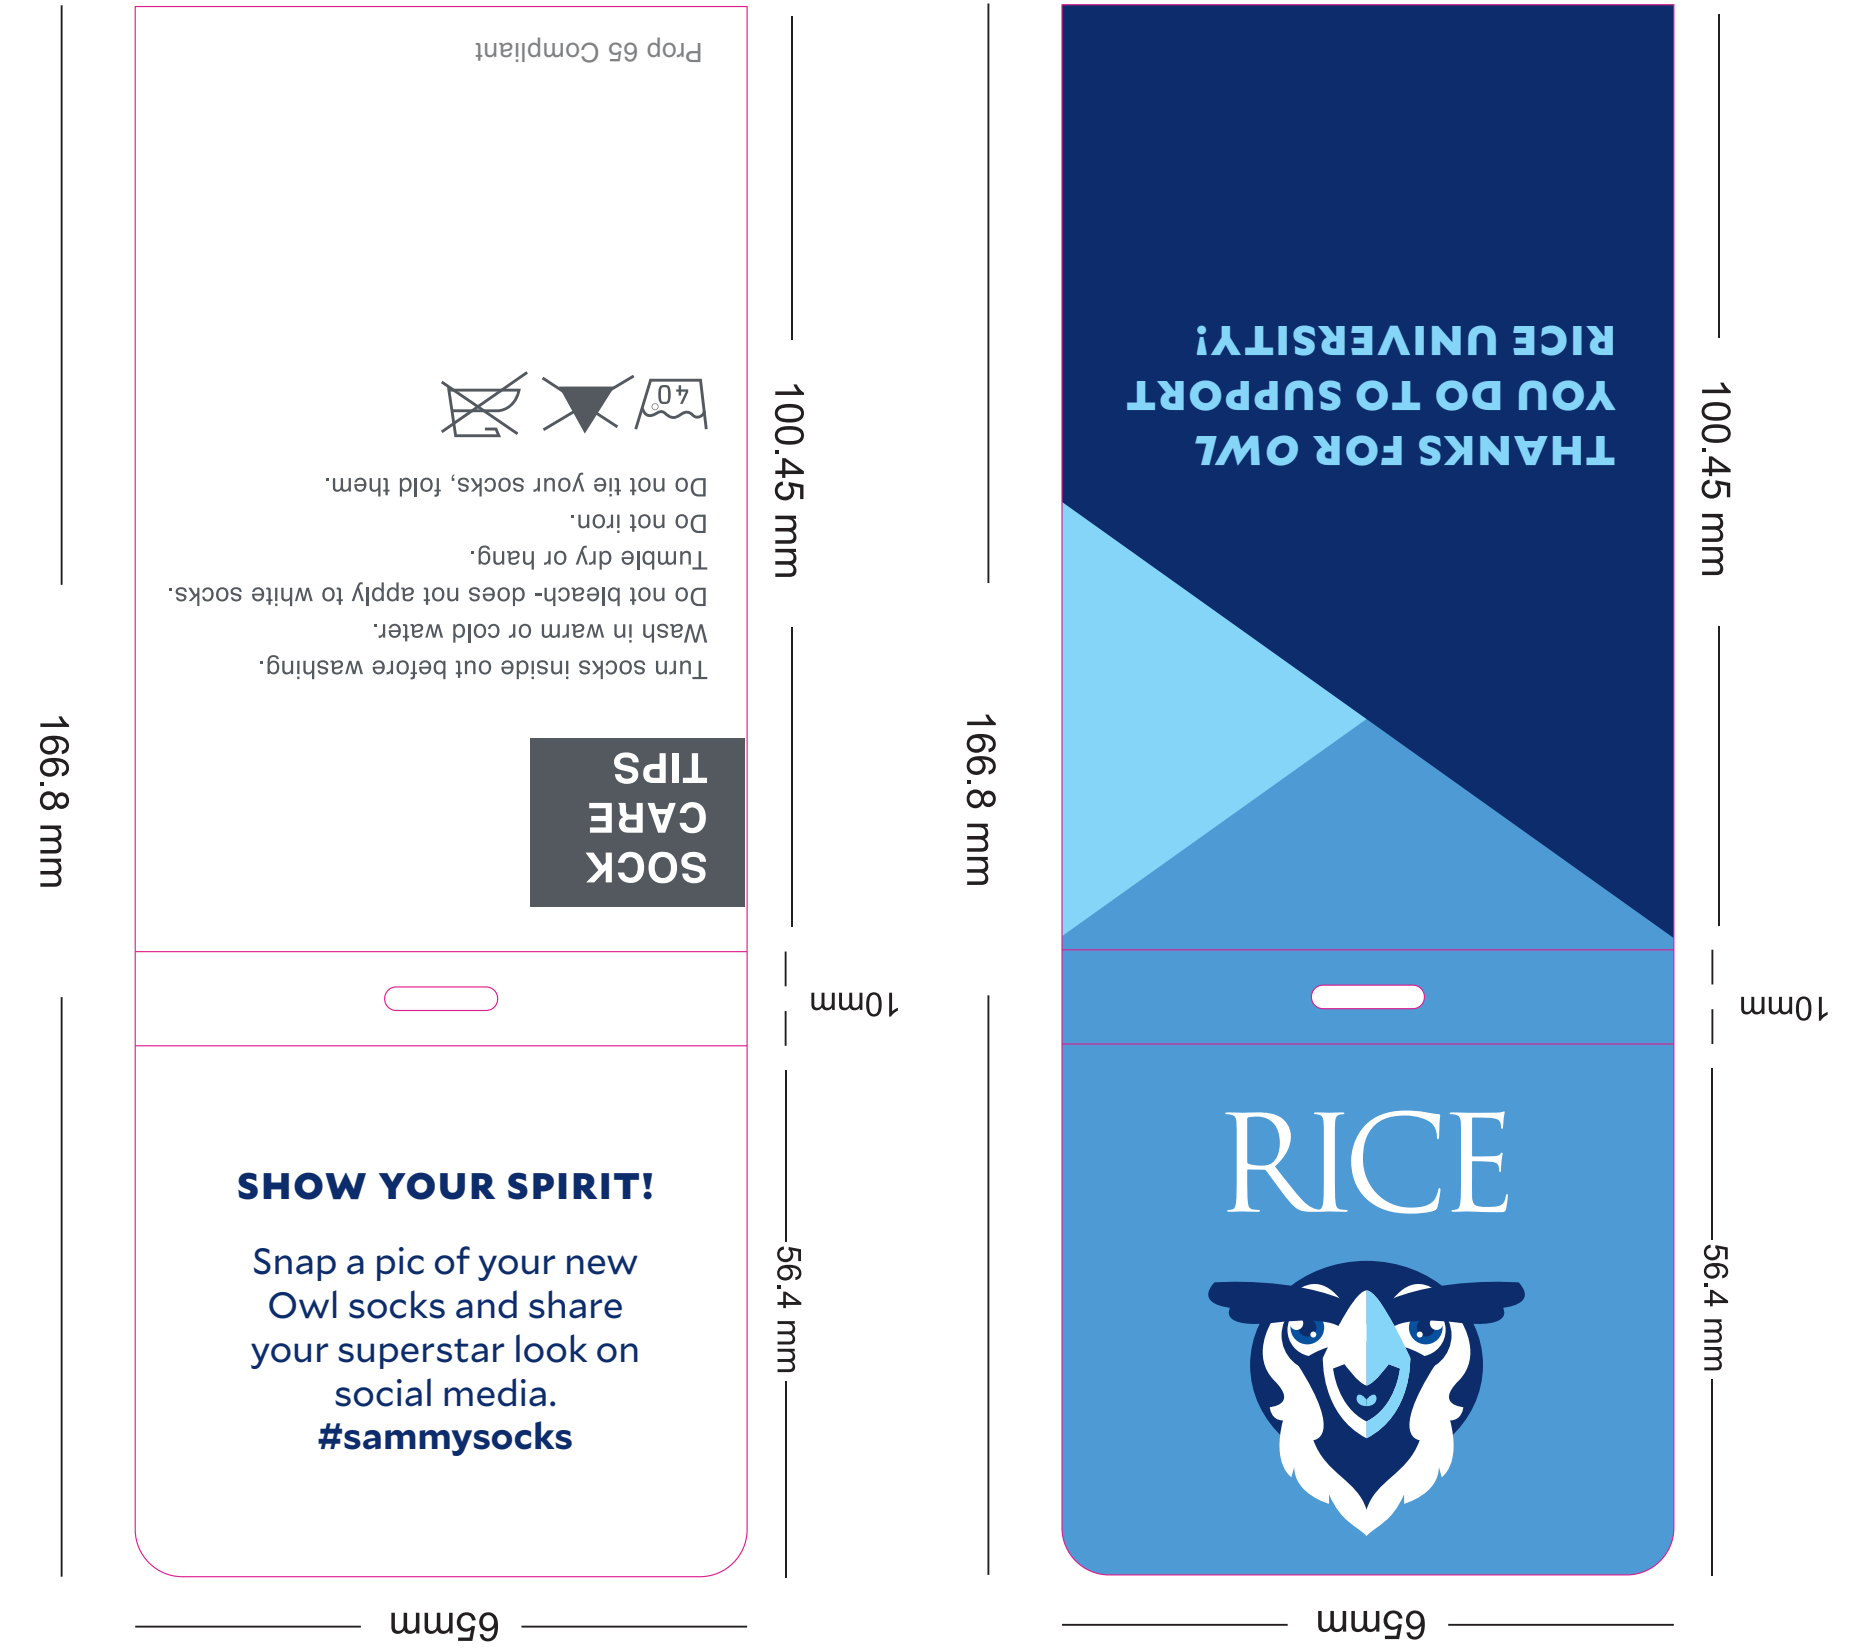 Prop 65 Compliant
SOCK
CARE
TIPS
Turn socks inside out before washing.
Wash in warm or cold water.
Do not bleach- does not apply to white socks.
Tumble dry or hang.
Do not iron.
Do not tie your socks, fold them.
40°
SHOW YOUR SPIRIT!
Snap a pic of your new
Owl socks and share
your superstar look on
social media.
#sammysocks
166.8 mm
100.45 mm
10mm
56.4 mm
65mm
THANKS FOR OWL
YOU DO TO SUPPORT
RICE UNIVERSITY!
RICE
166.8 mm
100.45 mm
10mm
56.4 mm
65mm